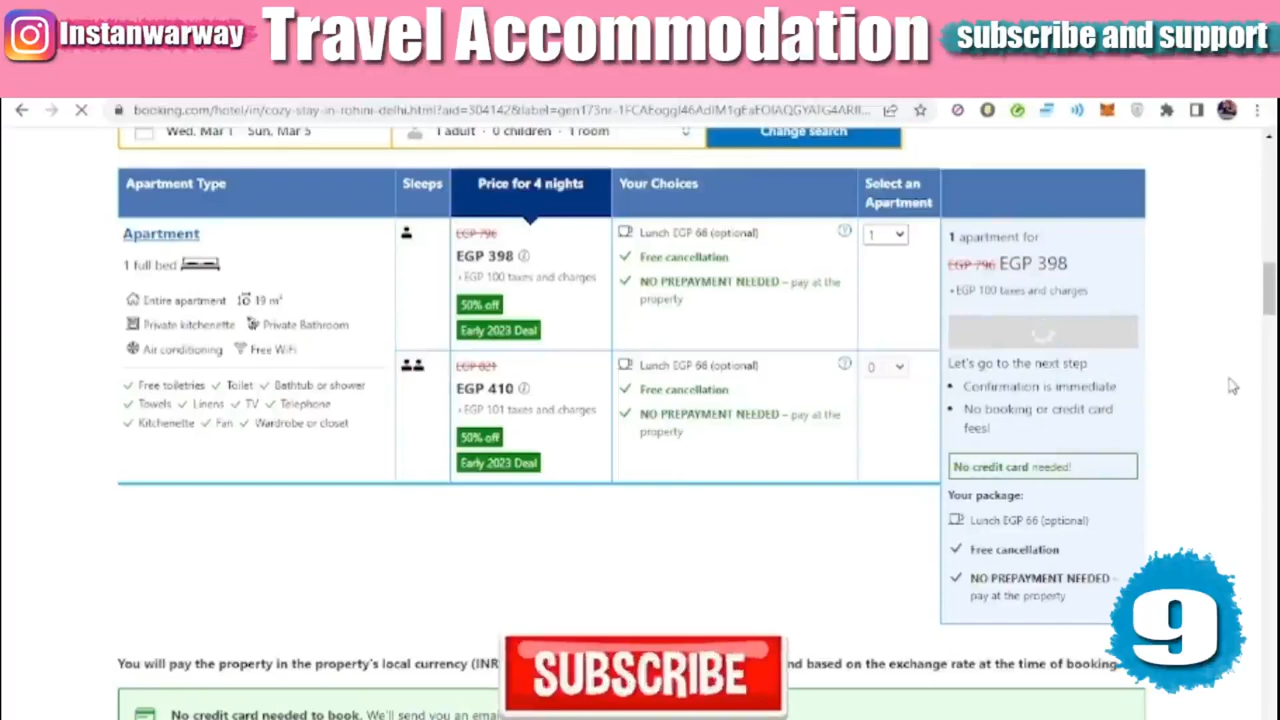 Instanwarway
Travel Accommodation
subscribe and support
Wed, Mar 1
Sun, Mar 5
1 adult · 0 children · 1 room
Change search
Apartment Type
Sleeps
Price for 4 nights
Your Choices
Select an
Apartment
Apartment
1 full bed
Entire apartment
19 m²
Private kitchenette
Private Bathroom
Air conditioning
Free WiFi
Free toiletries
Toilet
Bathtub or shower
Towels
Linens
TV
Telephone
Kitchenette
Fan
Wardrobe or closet
EGP 796
EGP 398
+EGP 100 taxes and charges
50% off
Early 2023 Deal
Lunch EGP 66 (optional)
Free cancellation
NO PREPAYMENT NEEDED – pay at the
property
1
EGP 821
EGP 410
+EGP 101 taxes and charges
50% off
Early 2023 Deal
Lunch EGP 66 (optional)
Free cancellation
NO PREPAYMENT NEEDED – pay at the
property
0
1 apartment for
EGP 796 EGP 398
+EGP 100 taxes and charges
Let's go to the next step
Confirmation is immediate
No booking or credit card
fees!
No credit card needed!
Your package:
Lunch EGP 66 (optional)
Free cancellation
NO PREPAYMENT NEEDED –
pay at the property
9
You will pay the property in the property's local currency (INR
nd based on the exchange rate at the time of booking.
SUBSCRIBE
No credit card needed to book. We'll send you an emai